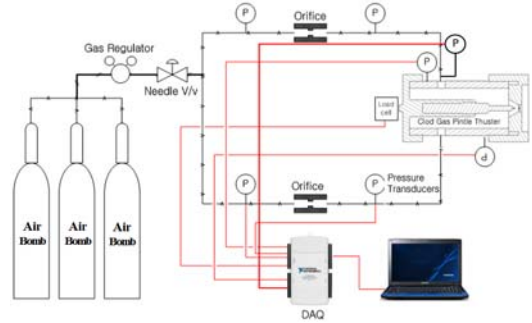 P
P
Orifice
P
Gas Regulator
P
Needle V/v
Load
cell
Clod Gas Pintle Thuster
P
P
P
Pressure
Transducers
Orifice
Air
Bomb
Air
Bomb
Air
Bomb
DAQ